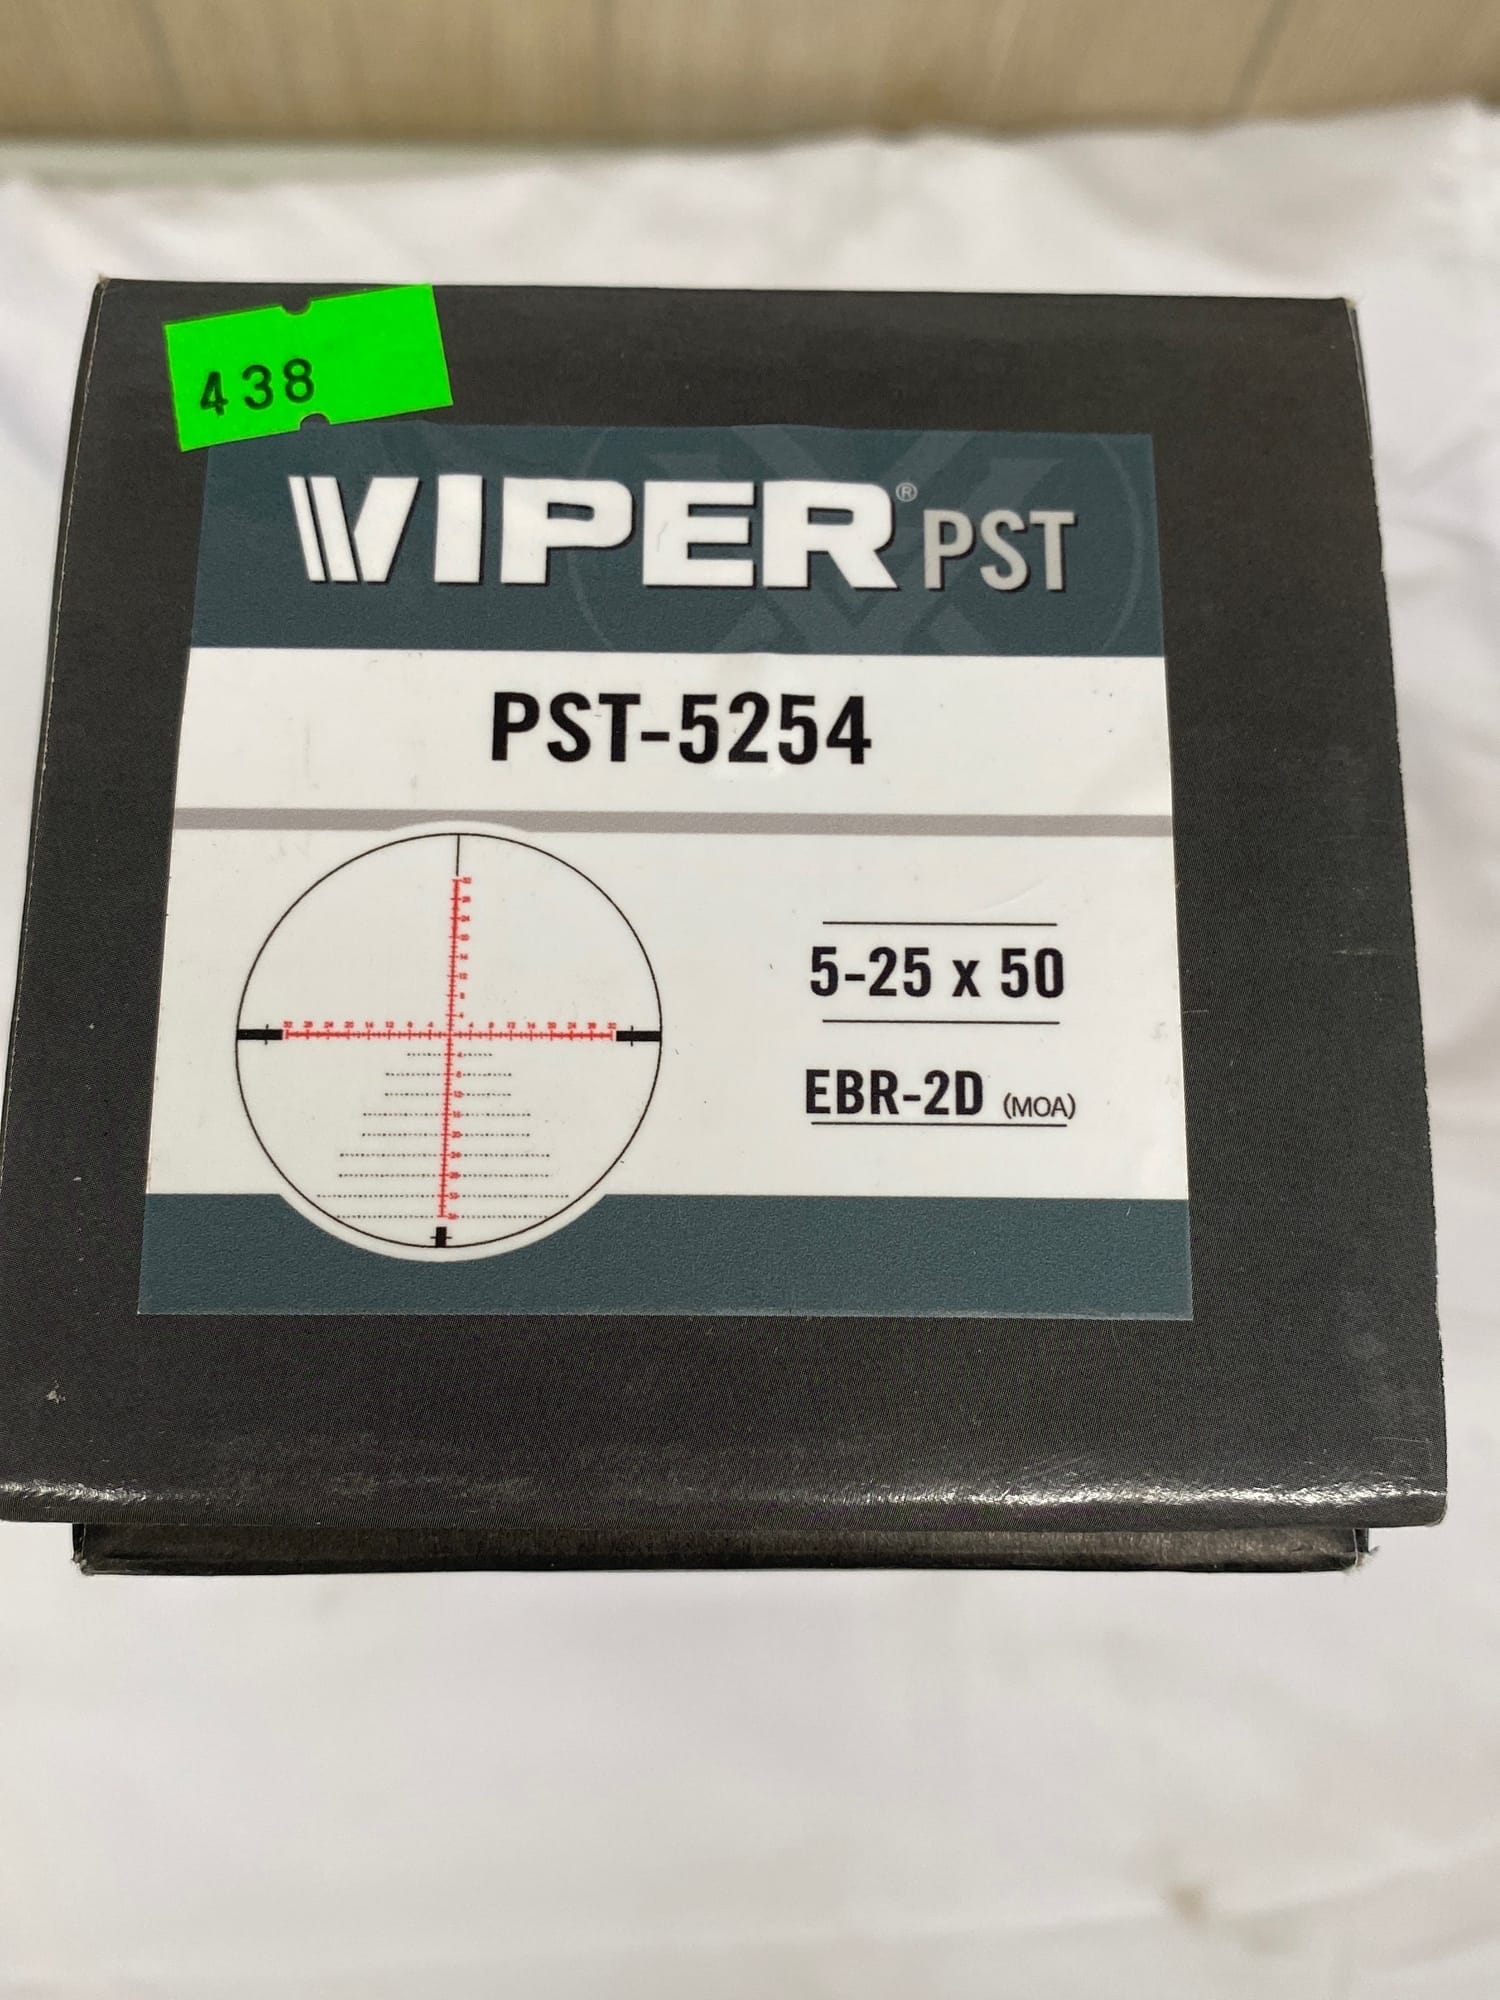 438
VIPER® PST
PST-5254
5-25 x 50
EBR-2D (MOA)